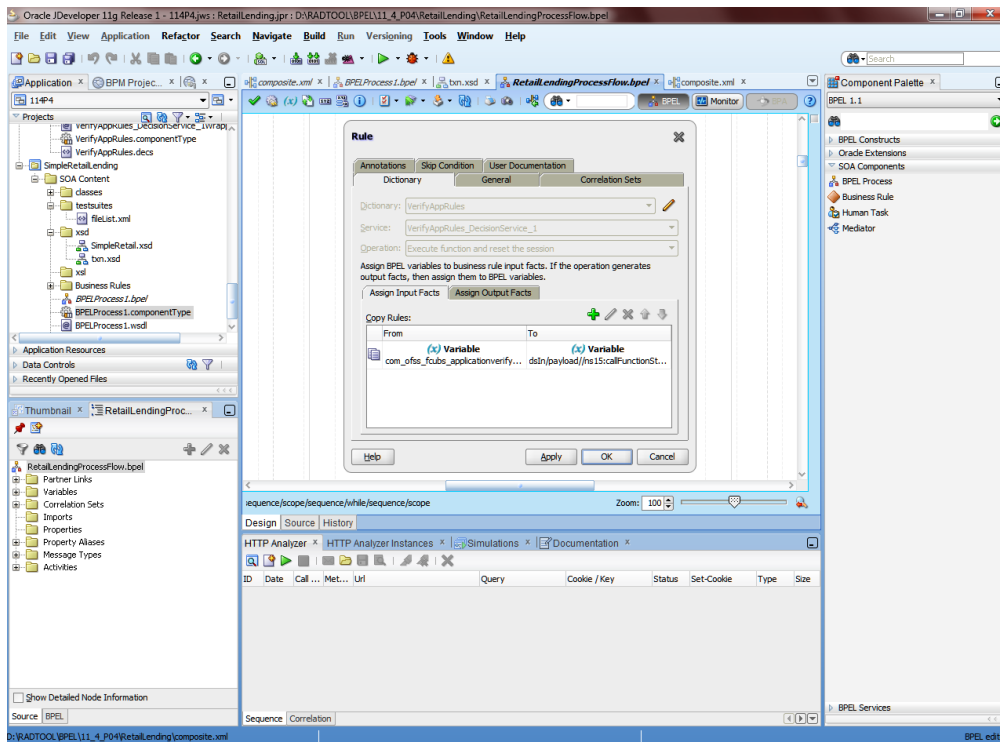 Oracle JDeveloper 11g Release 1 - 114P4.jws : RetailLending.jpr : D:\RADTOOL\BPEL\11_4_P04\RetailLending\RetailLendingProcessFlow.bpel
File Edit View Application Refactor Search Navigate Build Run Versioning Tools Window Help
Search
Application BPM Projec...
114P4
Projects
VerifyAppRules_DecisionService_1Wrap
VerifyAppRules.componentType
VerifyAppRules.decs
SimpleRetailLending
SOA Content
classes
testsuites
fileList.xml
xsd
SimpleRetail.xsd
txn.xsd
xsl
Business Rules
BPELProcess1.bpel
BPELProcess1.componentType
BPELProcess1.wsdl
Application Resources
Data Controls
Recently Opened Files
Thumbnail RetailLendingProc...
RetailLendingProcessFlow.bpel
Partner Links
Variables
Correlation Sets
Imports
Properties
Property Aliases
Message Types
Activities
Show Detailed Node Information
Source BPEL
composite.xml BPELProcess1.bpel txn.xsd RetailLendingProcessFlow.bpel composite.xml
(x) BPEL Monitor BPA
Rule
Annotations Skip Condition User Documentation
Dictionary General Correlation Sets
Dictionary: VerifyAppRules
Service: VerifyAppRules_DecisionService_1
Operation: Execute function and reset the session
Assign BPEL variables to business rule input facts. If the operation generates
output facts, then assign them to BPEL variables.
Assign Input Facts Assign Output Facts
Copy Rules:
From To
(x) Variable (x) Variable
com_ofss_fcubs_applicationverify... dsIn/payload//ns15:callFunctionSt...
Help Apply OK Cancel
equence/scope/sequence/while/sequence/scope Zoom: 100
Design Source History
HTTP Analyzer HTTP Analyzer Instances Simulations Documentation
ID Date Call ... Met... Url Query Cookie / Key Status Set-Cookie Type Size
Sequence Correlation
Component Palette
BPEL 1.1
BPEL Constructs
Oracle Extensions
SOA Components
BPEL Process
Business Rule
Human Task
Mediator
BPEL Services
D:\RADTOOL\BPEL\11_4_P04\RetailLending\composite.xml BPEL edit